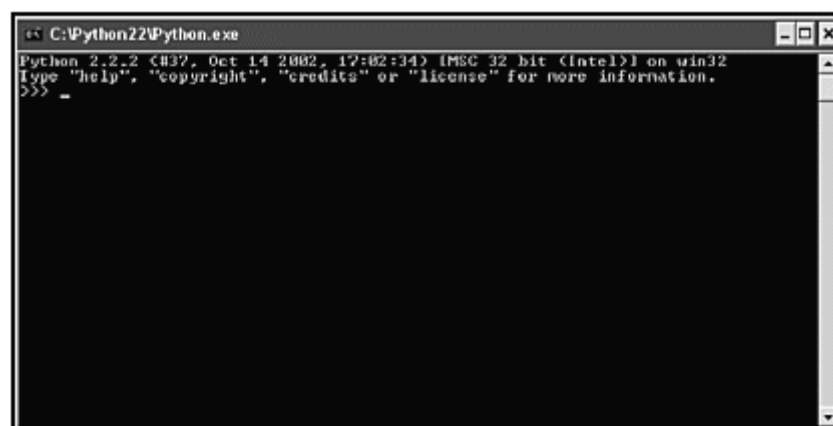 C:\Python22\Python.exe
Python 2.2.2 (#37, Oct 14 2002, 17:02:34) [MSC 32 bit (Intel)] on win32
Type "help", "copyright", "credits" or "license" for more information.
>>> _